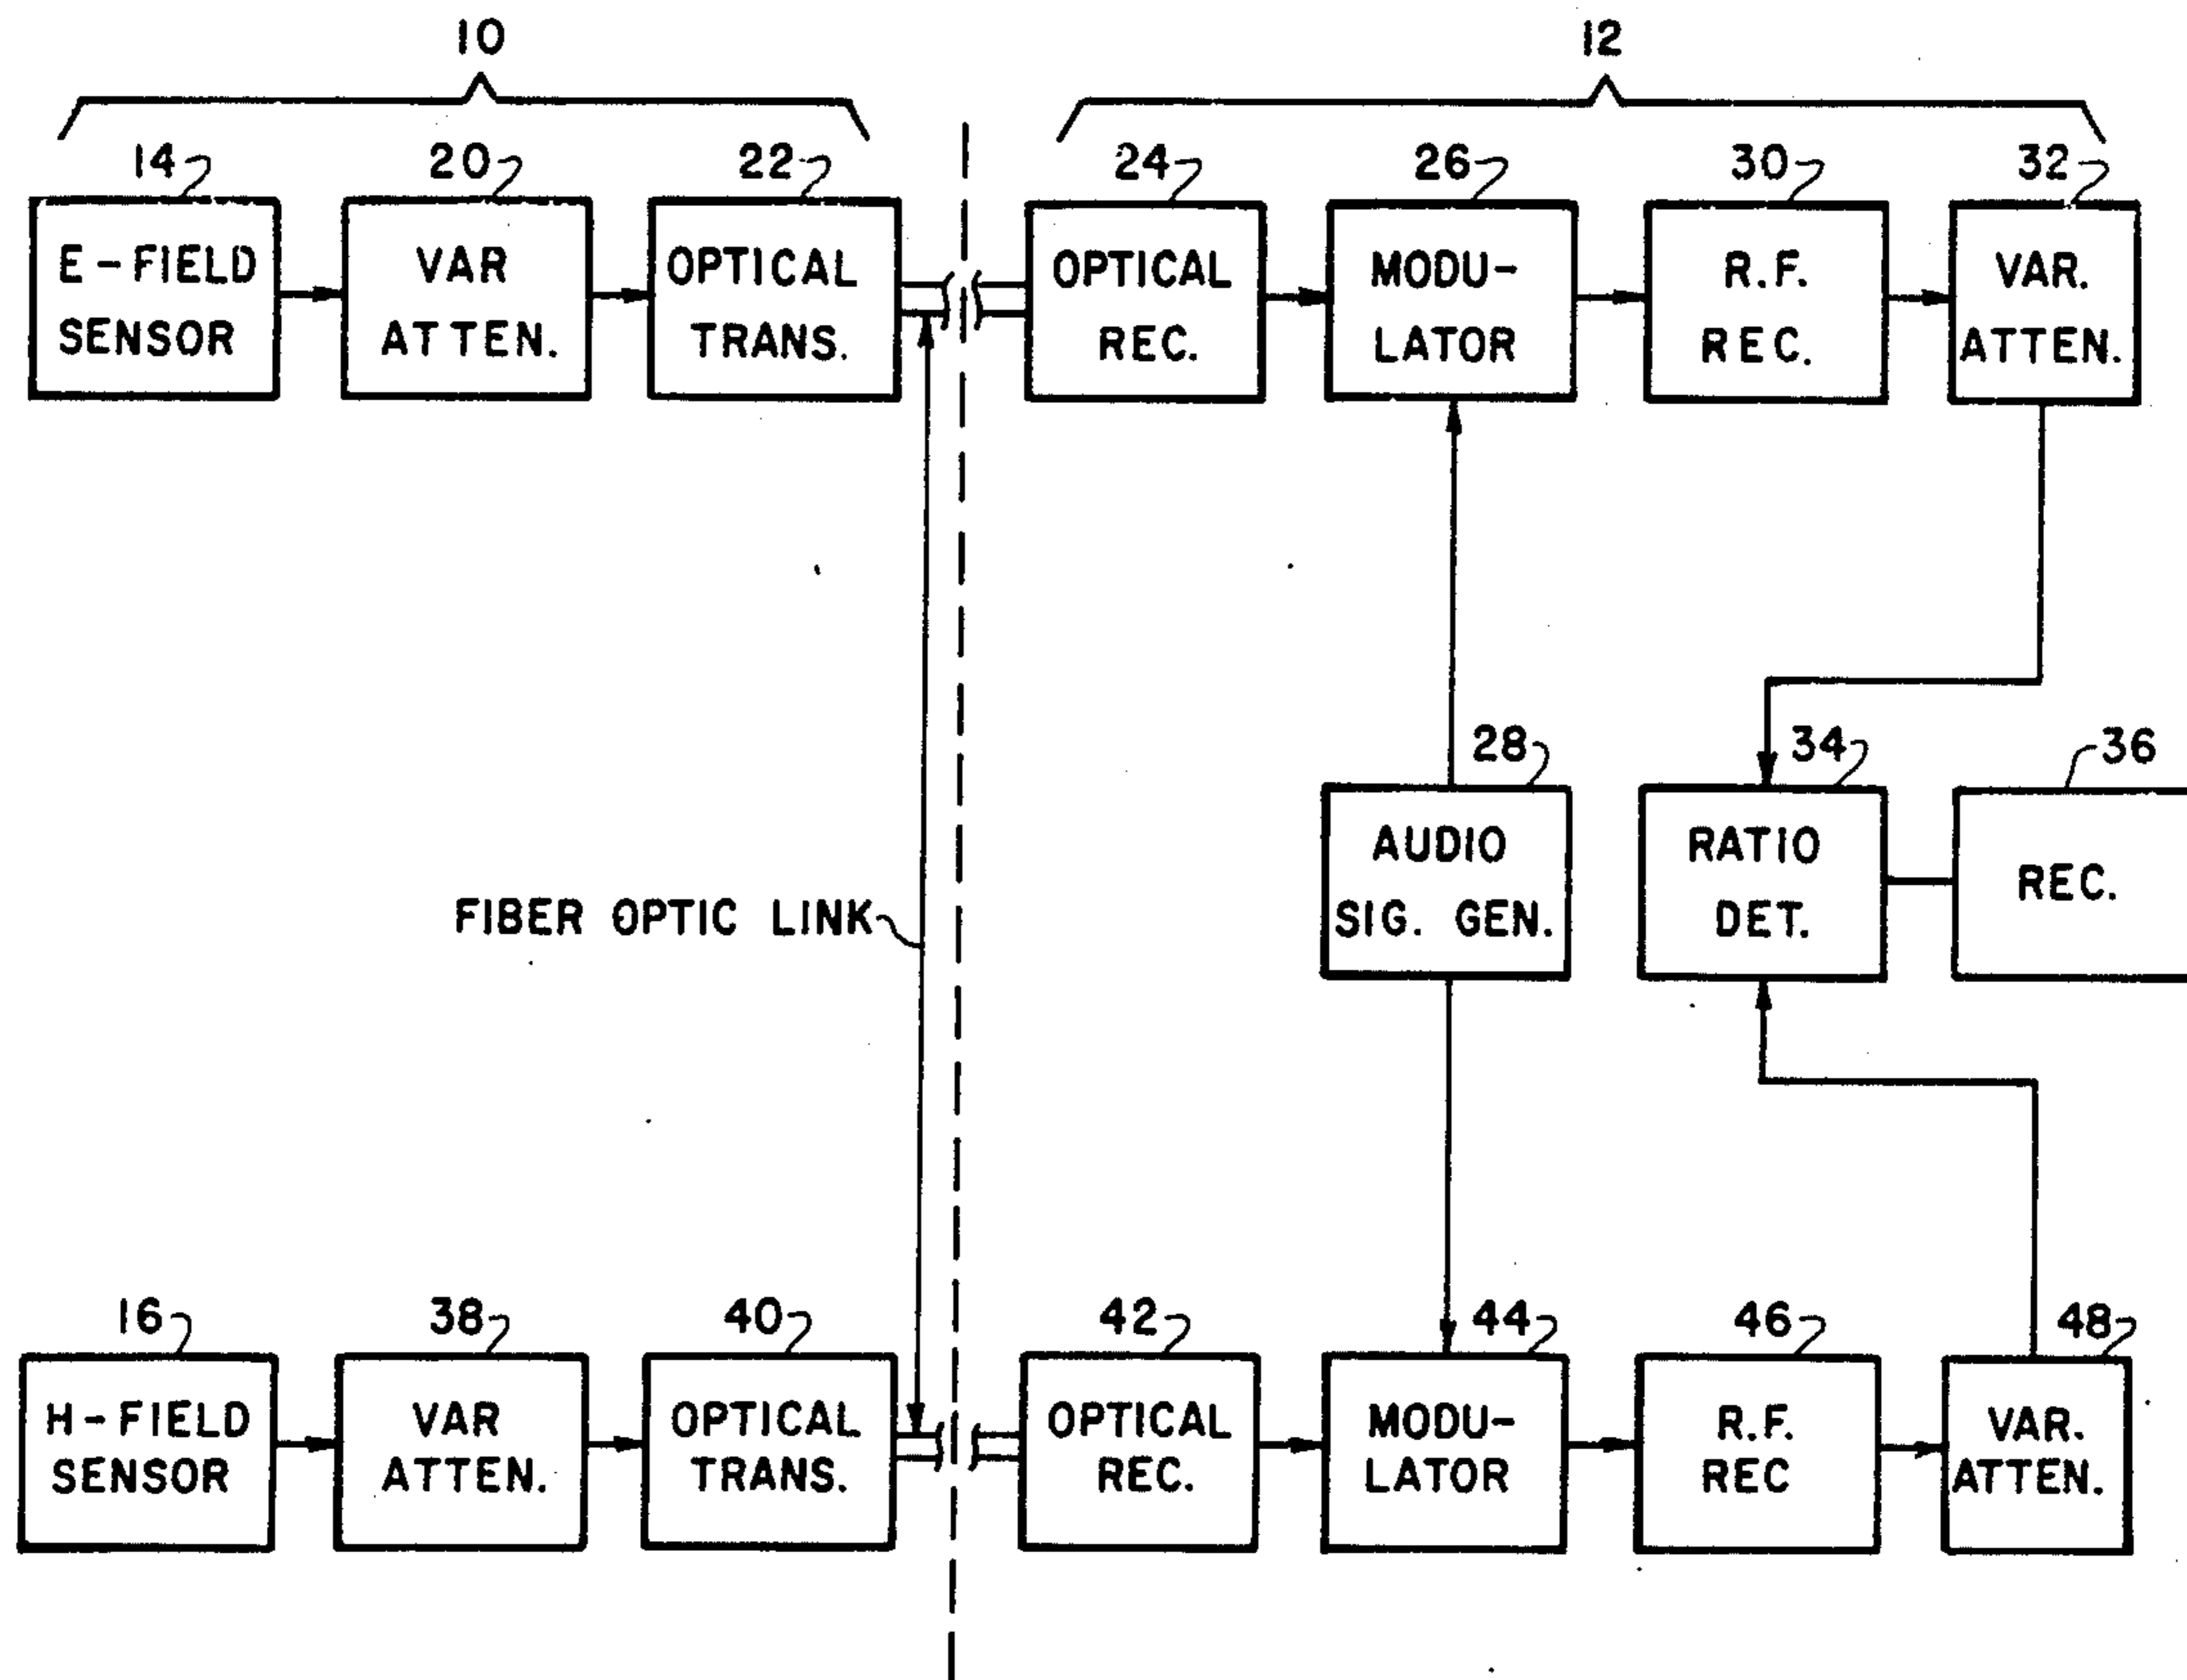 10
12
14
20
22
24
26
30
32
E-FIELD
SENSOR
VAR
ATTEN.
OPTICAL
TRANS.
OPTICAL
REC.
MODU-
LATOR
R.F.
REC.
VAR.
ATTEN.
28
34
36
AUDIO
SIG. GEN.
RATIO
DET.
REC.
FIBER OPTIC LINK
16
38
40
42
44
46
48
H-FIELD
SENSOR
VAR
ATTEN.
OPTICAL
TRANS.
OPTICAL
REC.
MODU-
LATOR
R.F.
REC
VAR.
ATTEN.